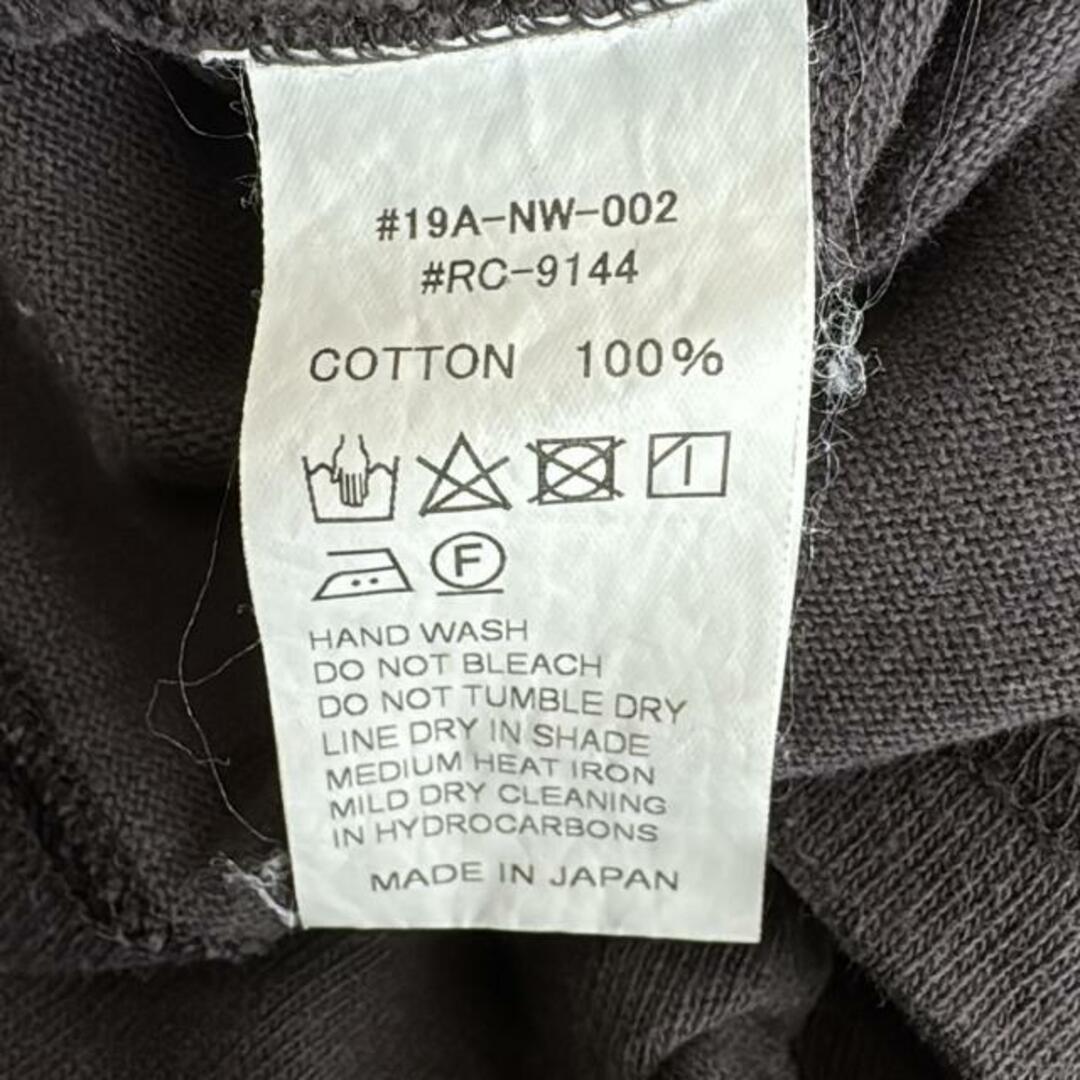 #19A-NW-002
#RC-9144
COTTON 100%
F
HAND WASH
DO NOT BLEACH
DO NOT TUMBLE DRY
LINE DRY IN SHADE
MEDIUM HEAT IRON
MILD DRY CLEANING
IN HYDROCARBONS
MADE IN JAPAN